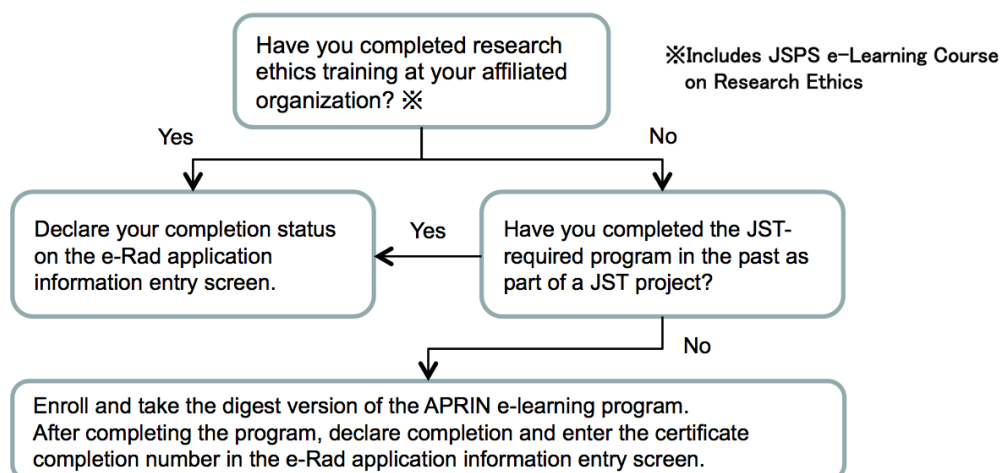 Have you completed research
ethics training at your affiliated
organization? ※
※Includes JSPS e-Learning Course
on Research Ethics
Yes
No
Declare your completion status
on the e-Rad application
information entry screen.
Yes
Have you completed the JST-
required program in the past as
part of a JST project?
No
Enroll and take the digest version of the APRIN e-learning program.
After completing the program, declare completion and enter the certificate
completion number in the e-Rad application information entry screen.